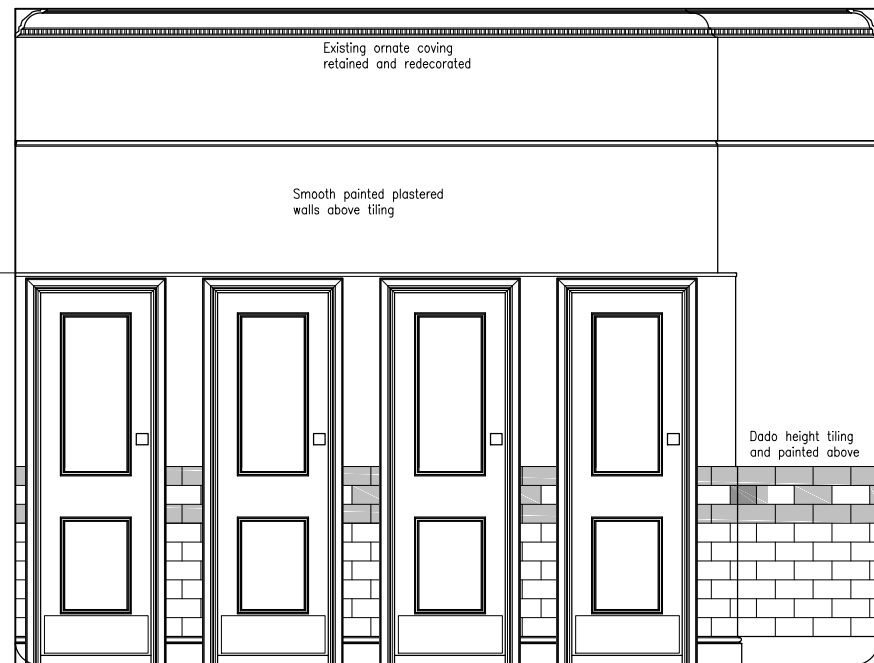 Existing ornate coving
retained and redecorated
Smooth painted plastered
walls above tiling
Dado height tiling
and painted above